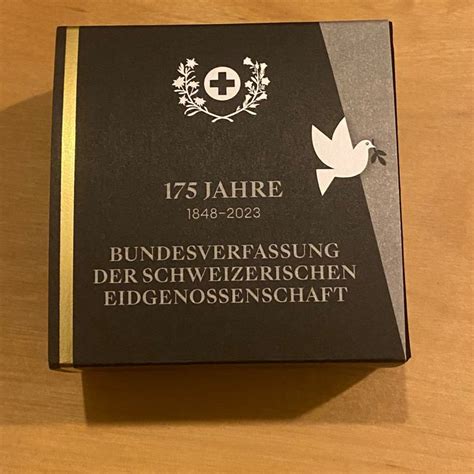 175 JAHRE
1848–2023
BUNDESVERFASSUNG
DER SCHWEIZERISCHEN
EIDGENOSSENSCHAFT